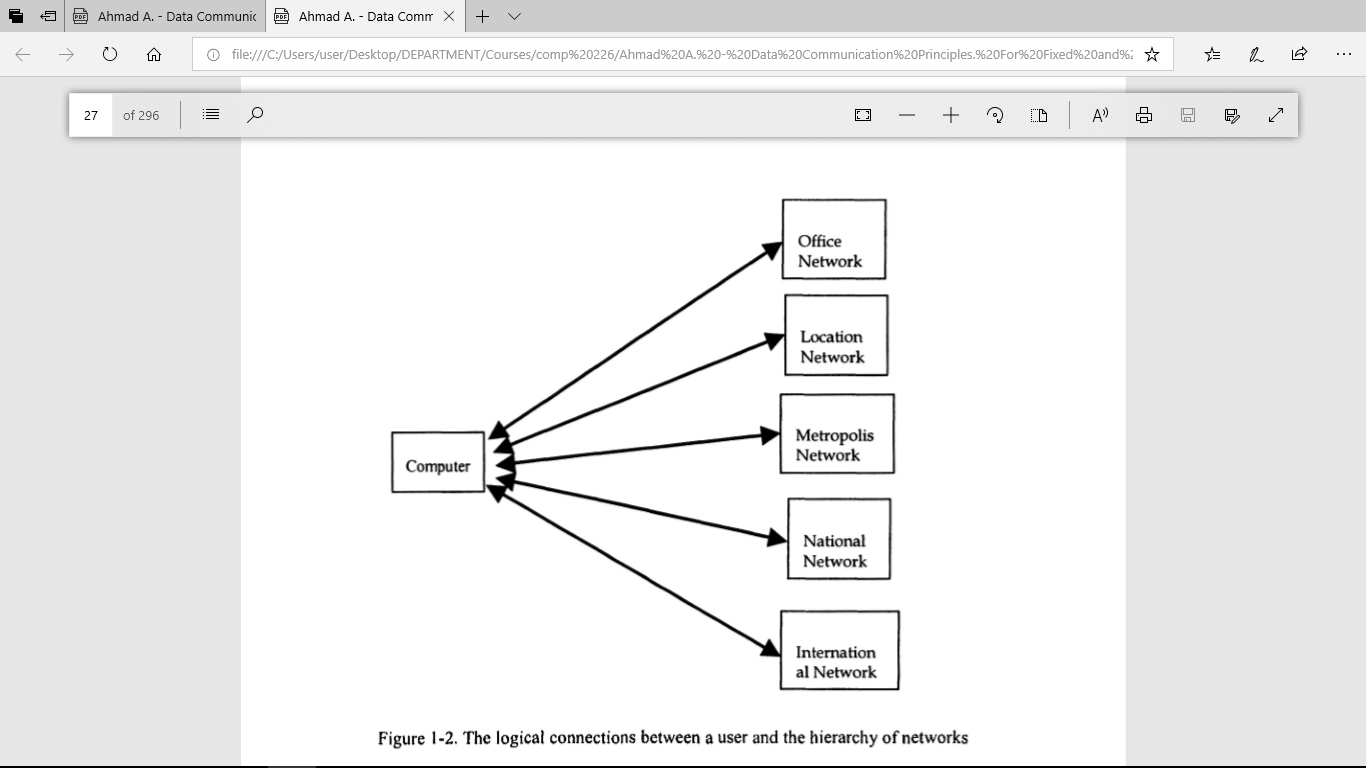 Ahmad A. - Data Communic
Ahmad A. - Data Comm
file:///C:/Users/user/Desktop/DEPARTMENT/Courses/comp%20226/Ahmad%20A.%20-%20Data%20Communication%20Principles.%20For%20Fixed%20and%2
27 of 296
Office
Network
Location
Network
Metropolis
Network
Computer
National
Network
Internation
al Network
Figure 1-2. The logical connections between a user and the hierarchy of networks